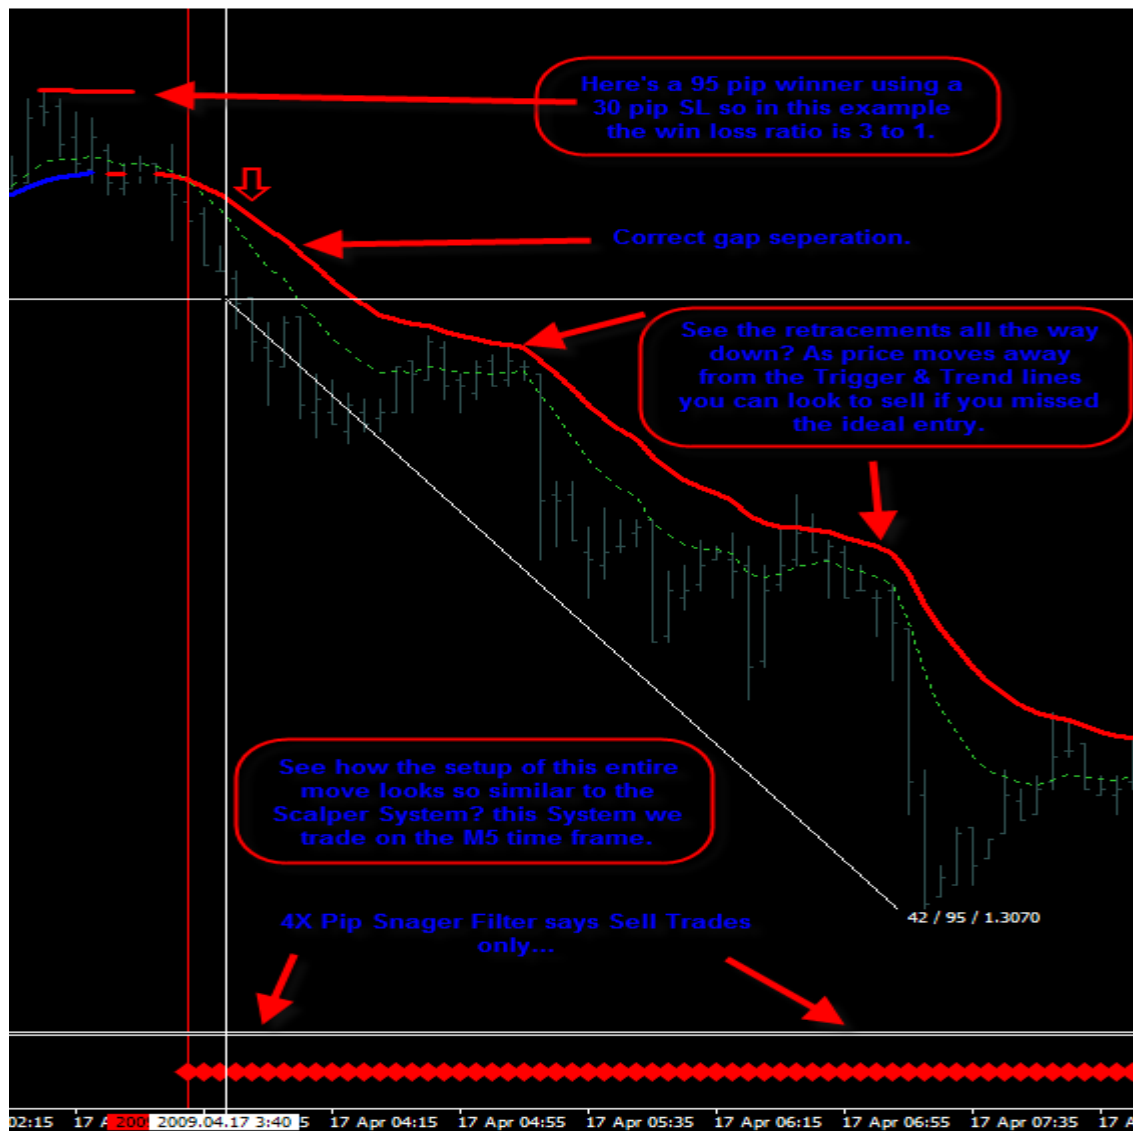 Here's a 95 pip winner using a
30 pip SL so in this example
the win loss ratio is 3 to 1.
Correct gap seperation.
See the retracements all the way
down? As price moves away
from the Trigger & Trend lines
you can look to sell if you missed
the ideal entry.
See how the setup of this entire
move looks so similar to the
Scalper System? this System we
trade on the M5 time frame.
42 / 95 / 1.3070
4X Pip Snager Filter says Sell Trades
only...
02:15 17 A 200 2009.04.17 3:40 5 17 Apr 04:15 17 Apr 04:55 17 Apr 05:35 17 Apr 06:15 17 Apr 06:55 17 Apr 07:35 17 A